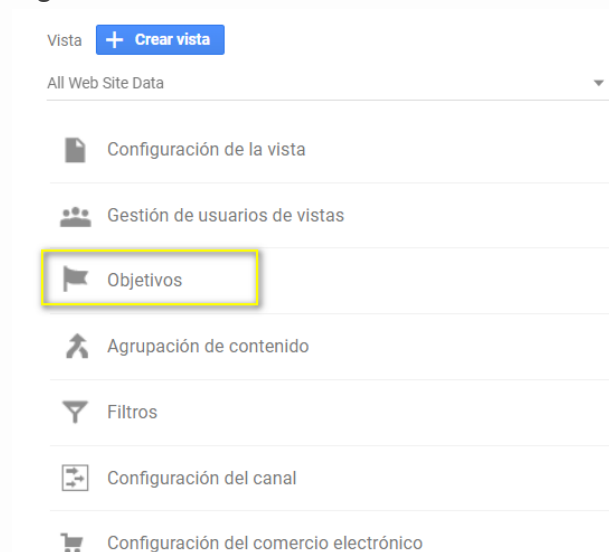 Vista + Crear vista
All Web Site Data
Configuración de la vista
Gestión de usuarios de vistas
Objetivos
Agrupación de contenido
Filtros
Configuración del canal
Configuración del comercio electrónico